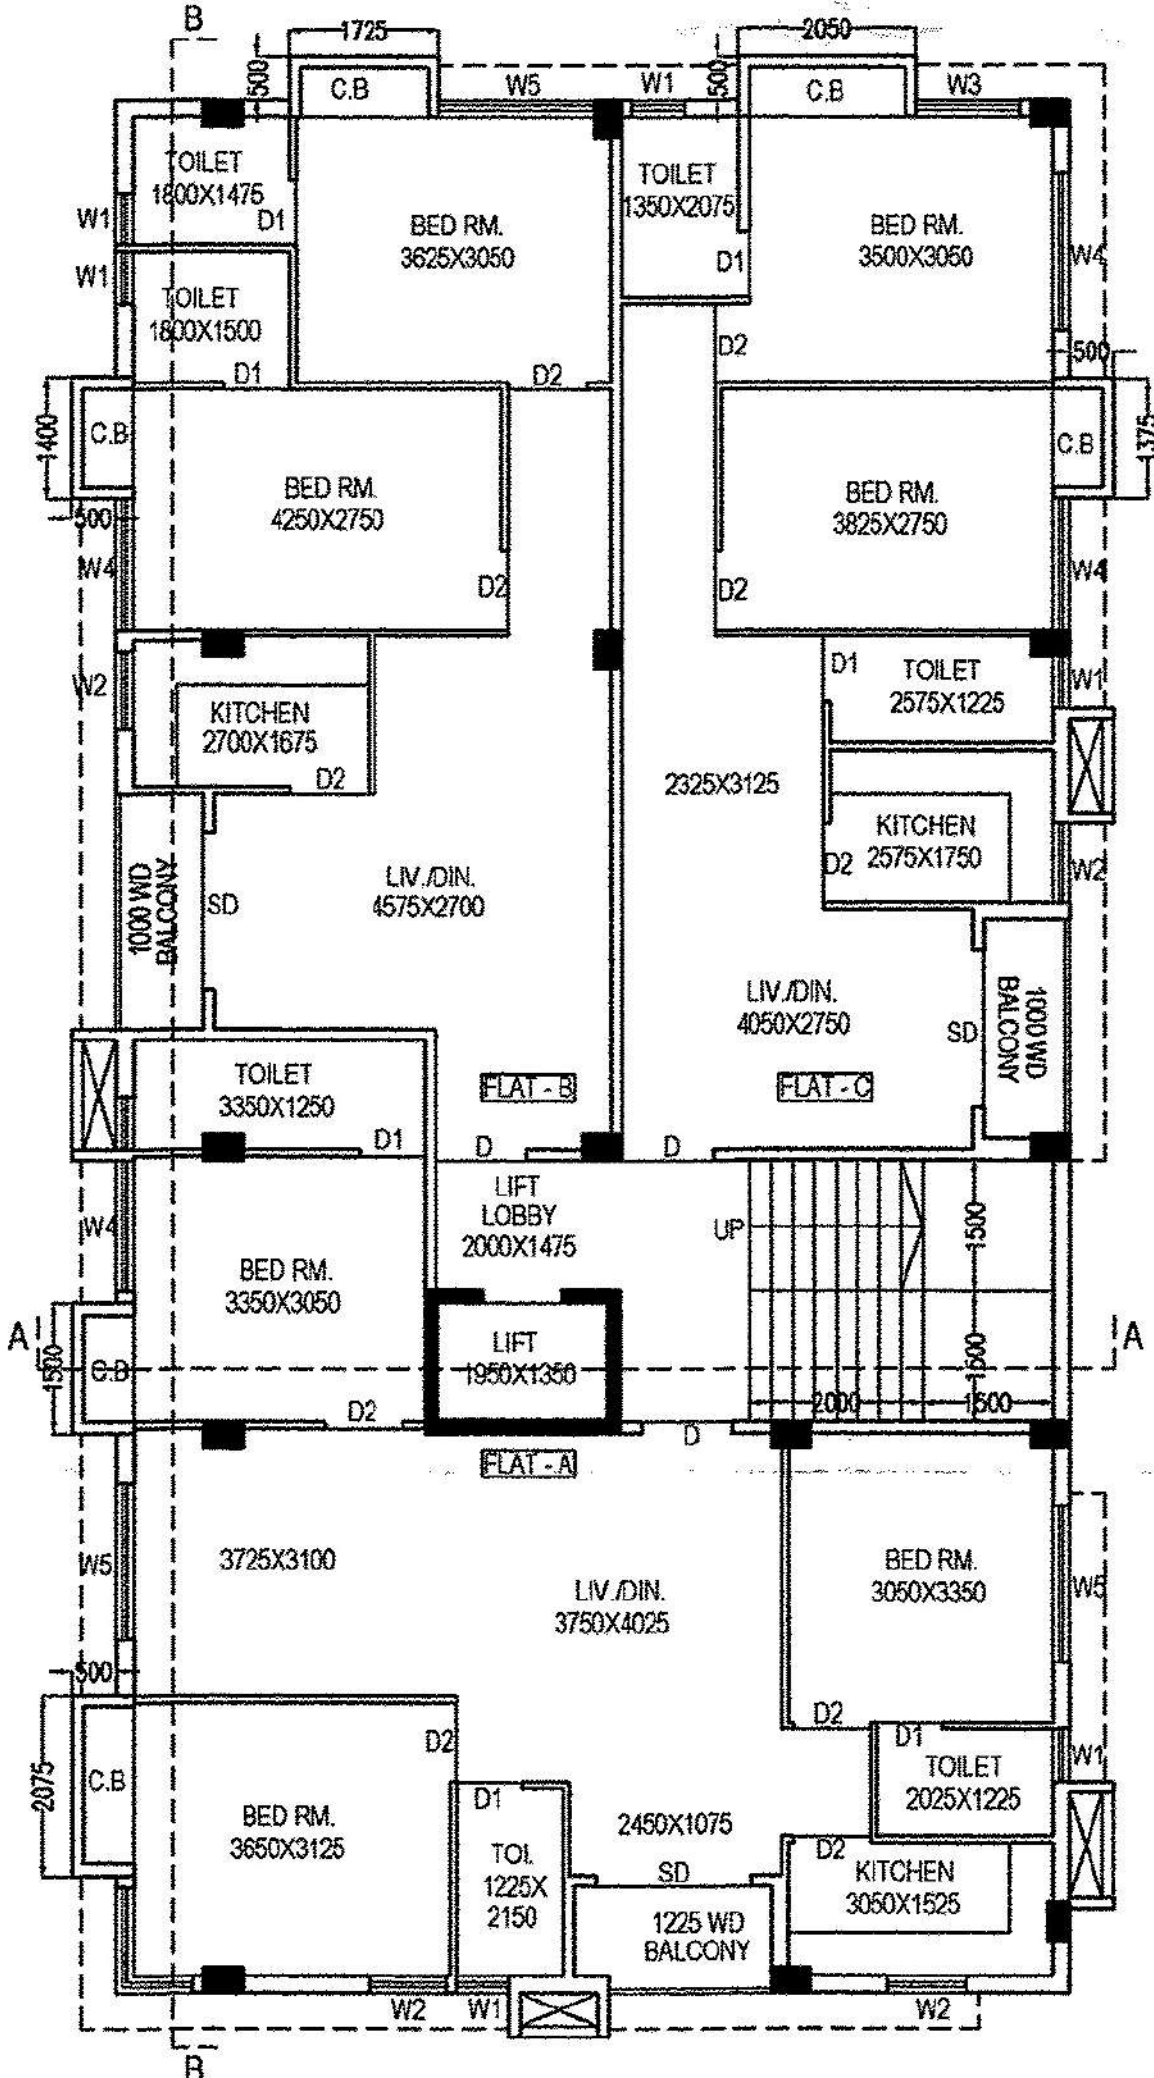 B
1725
2050
500
500
C.B
W5
W1
C.B
W3
TOILET
1800X1475
W1
D1
BED RM.
3625X3050
TOILET
1350X2075
D1
BED RM.
3500X3050
W4
W1
TOILET
1800X1500
D1
D2
D2
500
1400
C.B
C.B
1375
500
BED RM.
4250X2750
BED RM.
3825X2750
W4
D2
D2
W4
W2
KITCHEN
2700X1675
D2
D1
TOILET
2575X1225
W1
2325X3125
KITCHEN
2575X1750
D2
W2
1000 WD
BALCONY
SD
LIV./DIN.
4575X2700
LIV./DIN.
4050X2750
SD
1000 WD
BALCONY
TOILET
3350X1250
FLAT - B
FLAT - C
D1
D
D
LIFT
LOBBY
2000X1475
UP
1500
W4
BED RM.
3350X3050
A
1500
C.B
LIFT
1950X1350
1500
A
D2
2000
1500
D
FLAT - A
W5
3725X3100
LIV./DIN.
3750X4025
BED RM.
3050X3350
W5
500
D2
D2
D1
W1
2075
C.B
TOILET
2025X1225
BED RM.
3650X3125
D1
2450X1075
TOI.
1225X
2150
SD
D2
KITCHEN
3050X1525
1225 WD
BALCONY
W2
W1
W2
B